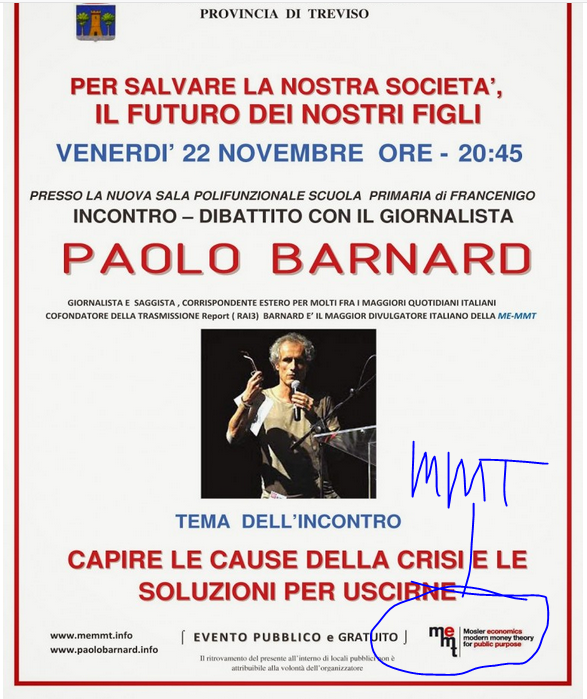 PROVINCIA DI TREVISO
PER SALVARE LA NOSTRA SOCIETA’,
IL FUTURO DEI NOSTRI FIGLI
VENERDI’ 22 NOVEMBRE ORE - 20:45
PRESSO LA NUOVA SALA POLIFUNZIONALE SCUOLA PRIMARIA di FRANCENIGO
INCONTRO – DIBATTITO CON IL GIORNALISTA
PAOLO BARNARD
GIORNALISTA E SAGGISTA , CORRISPONDENTE ESTERO PER MOLTI FRA I MAGGIORI QUOTIDIANI ITALIANI
COFONDATORE DELLA TRASMISSIONE Report ( RAI3) BARNARD E’ IL MAGGIOR DIVULGATORE ITALIANO DELLA ME-MMT
MMT
TEMA DELL’INCONTRO
CAPIRE LE CAUSE DELLA CRISI E LE
SOLUZIONI PER USCIRNE
www.memmt.info
www.paolobarnard.info
[ EVENTO PUBBLICO e GRATUITO ]
Il ritrovamento del presente all’interno di locali pubblici non è
attribuibile alla volontà dell’organizzatore
me
mt
Mosler economics
modern money theory
for public purpose